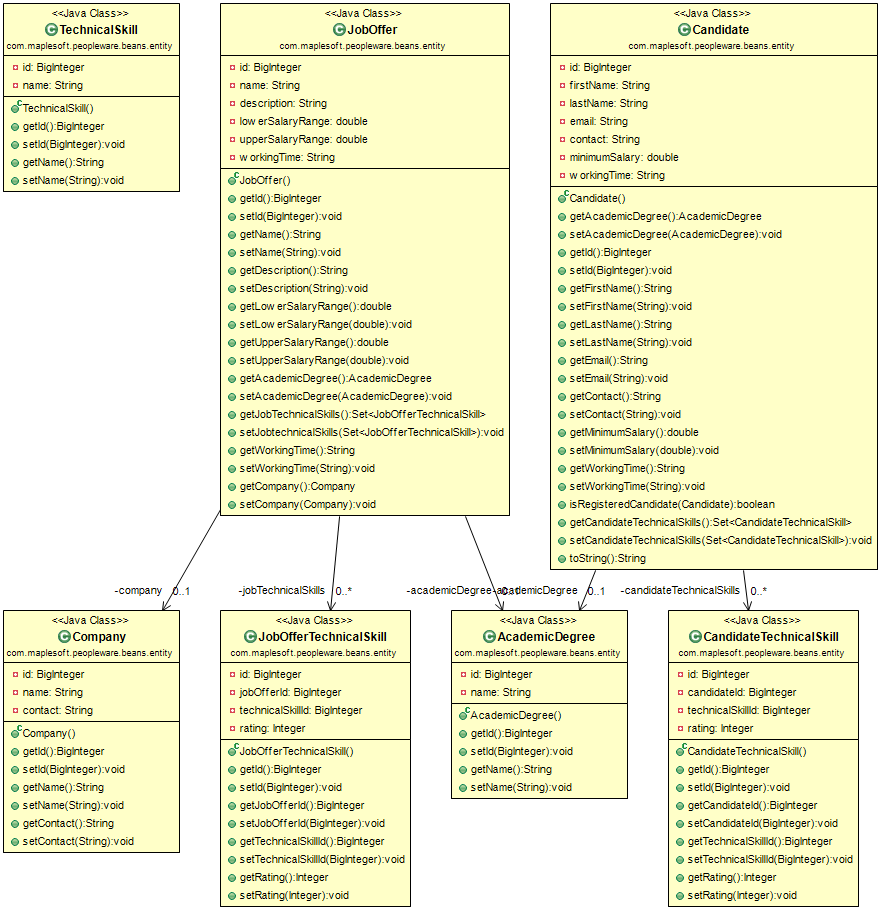 <<Java Class>>
TechnicalSkill
com.maplesoft.peopleware.beans.entity
id: BigInteger
name: String
TechnicalSkill()
getId():BigInteger
setId(BigInteger):void
getName():String
setName(String):void
<<Java Class>>
JobOffer
com.maplesoft.peopleware.beans.entity
id: BigInteger
name: String
description: String
lowerSalaryRange: double
upperSalaryRange: double
workingTime: String
JobOffer()
getId():BigInteger
setId(BigInteger):void
getName():String
setName(String):void
getDescription():String
setDescription(String):void
getLowerSalaryRange():double
setLowerSalaryRange(double):void
getUpperSalaryRange():double
setUpperSalaryRange(double):void
getAcademicDegree():AcademicDegree
setAcademicDegree(AcademicDegree):void
getJobTechnicalSkills():Set<JobOfferTechnicalSkill>
setJobtechnicalSkills(Set<JobOfferTechnicalSkill>):void
getWorkingTime():String
setWorkingTime(String):void
getCompany():Company
setCompany(Company):void
<<Java Class>>
Candidate
com.maplesoft.peopleware.beans.entity
id: BigInteger
firstName: String
lastName: String
email: String
contact: String
minimumSalary: double
workingTime: String
Candidate()
getAcademicDegree():AcademicDegree
setAcademicDegree(AcademicDegree):void
getId():BigInteger
setId(BigInteger):void
getFirstName():String
setFirstName(String):void
getLastName():String
setLastName(String):void
getEmail():String
setEmail(String):void
getContact():String
setContact(String):void
getMinimumSalary():double
setMinimumSalary(double):void
getWorkingTime():String
setWorkingTime(String):void
isRegisteredCandidate(Candidate):boolean
getCandidateTechnicalSkills():Set<CandidateTechnicalSkill>
setCandidateTechnicalSkills(Set<CandidateTechnicalSkill>):void
toString():String
-company 0..1
-jobTechnicalSkills 0..*
-academicDegree 0..1
-academicDegree 0..1
-candidateTechnicalSkills 0..*
<<Java Class>>
Company
com.maplesoft.peopleware.beans.entity
id: BigInteger
name: String
contact: String
Company()
getId():BigInteger
setId(BigInteger):void
getName():String
setName(String):void
getContact():String
setContact(String):void
<<Java Class>>
JobOfferTechnicalSkill
com.maplesoft.peopleware.beans.entity
id: BigInteger
jobOfferId: BigInteger
technicalSkillId: BigInteger
rating: Integer
JobOfferTechnicalSkill()
getId():BigInteger
setId(BigInteger):void
getJobOfferId():BigInteger
setJobOfferId(BigInteger):void
getTechnicalSkillId():BigInteger
setTechnicalSkillId(BigInteger):void
getRating():Integer
setRating(Integer):void
<<Java Class>>
AcademicDegree
com.maplesoft.peopleware.beans.entity
id: BigInteger
name: String
AcademicDegree()
getId():BigInteger
setId(BigInteger):void
getName():String
setName(String):void
<<Java Class>>
CandidateTechnicalSkill
com.maplesoft.peopleware.beans.entity
id: BigInteger
candidateId: BigInteger
technicalSkillId: BigInteger
rating: Integer
CandidateTechnicalSkill()
getId():BigInteger
setId(BigInteger):void
getCandidateId():BigInteger
setCandidateId(BigInteger):void
getTechnicalSkillId():BigInteger
setTechnicalSkillId(BigInteger):void
getRating():Integer
setRating(Integer):void